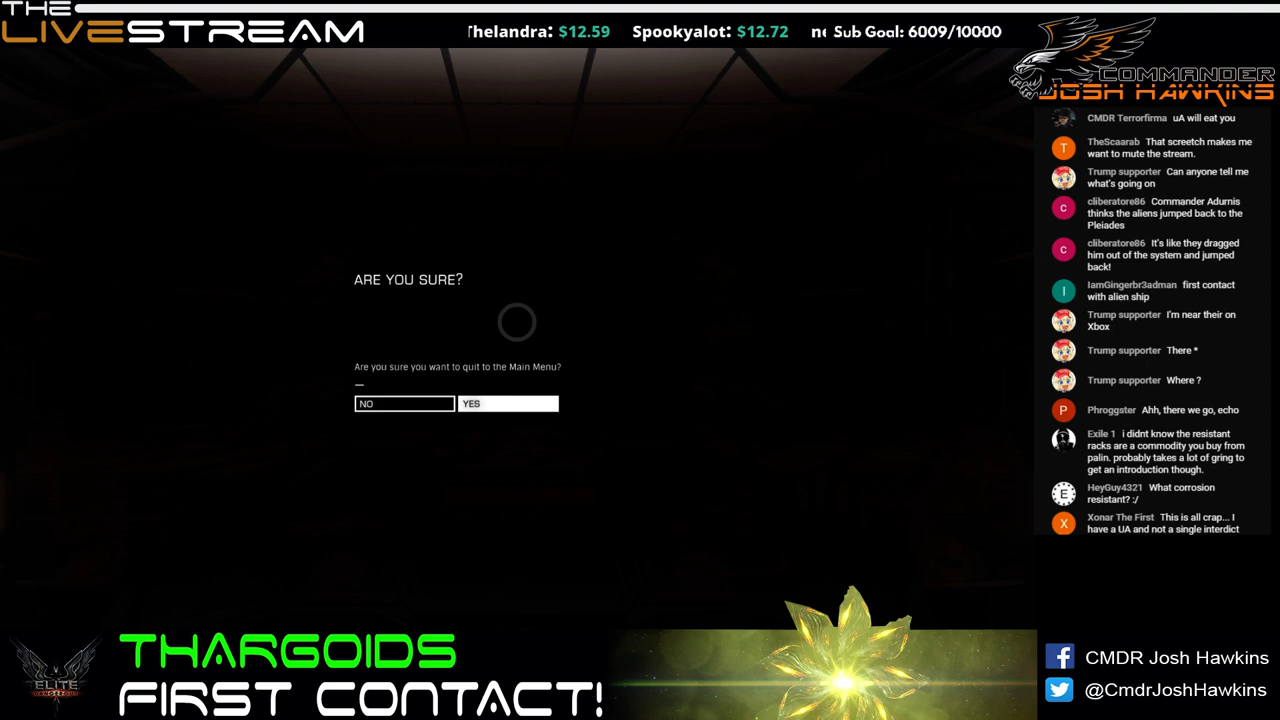 THE
LIVESTREAM
Thelandra: $12.59 Spookyalot: $12.72 ne Sub Goal: 6009/10000
COMMANDER
JOSH HAWKINS
CMDR Terrorfirma uA will eat you
TheScaarab That screetch makes me
want to mute the stream.
Trump supporter Can anyone tell me
what's going on
cliberatore86 Commander Adurnis
thinks the aliens jumped back to the
Pleiades
cliberatore86 It's like they dragged
him out of the system and jumped
back!
IamGingerbr3adman first contact
with alien ship
Trump supporter I'm near their on
Xbox
Trump supporter There *
Trump supporter Where ?
Phroggster Ahh, there we go, echo
Exile 1 i didnt know the resistant
racks are a commodity you buy from
palin. probably takes a lot of gring to
get an introduction though.
HeyGuy4321 What corrosion
resistant? :/
Xonar The First This is all crap... I
have a UA and not a single interdict
ARE YOU SURE?
Are you sure you want to quit to the Main Menu?
NO YES
ELITE
DANGEROUS
THARGOIDS
FIRST CONTACT!
CMDR Josh Hawkins
@CmdrJoshHawkins